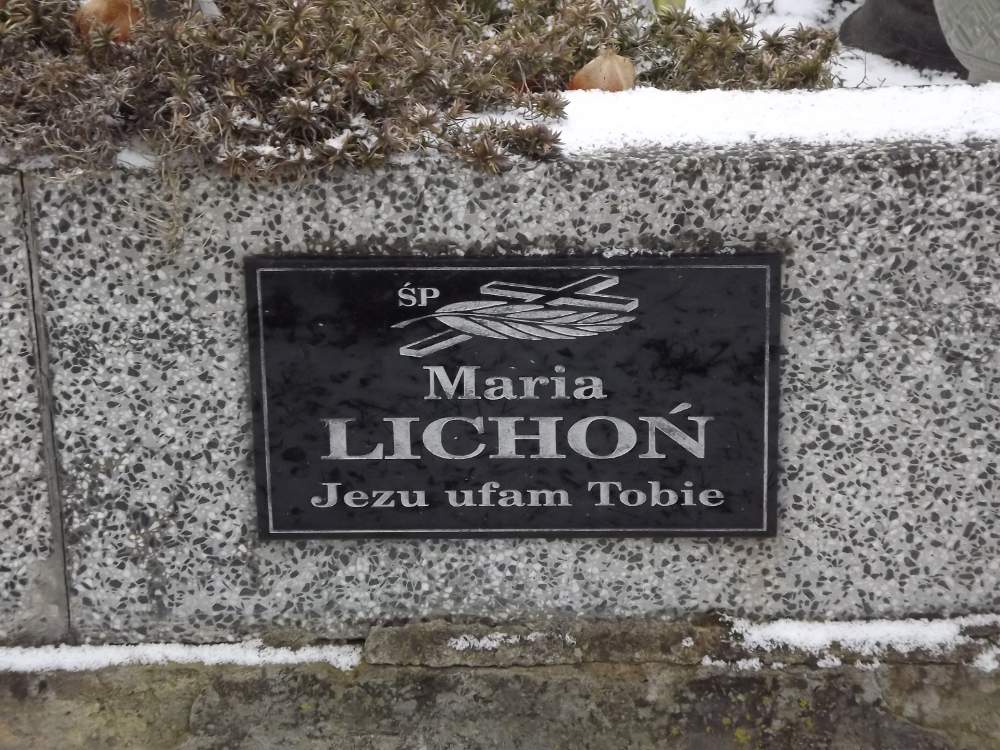 ŚP
Maria
LICHOŃ
Jezu ufam Tobie